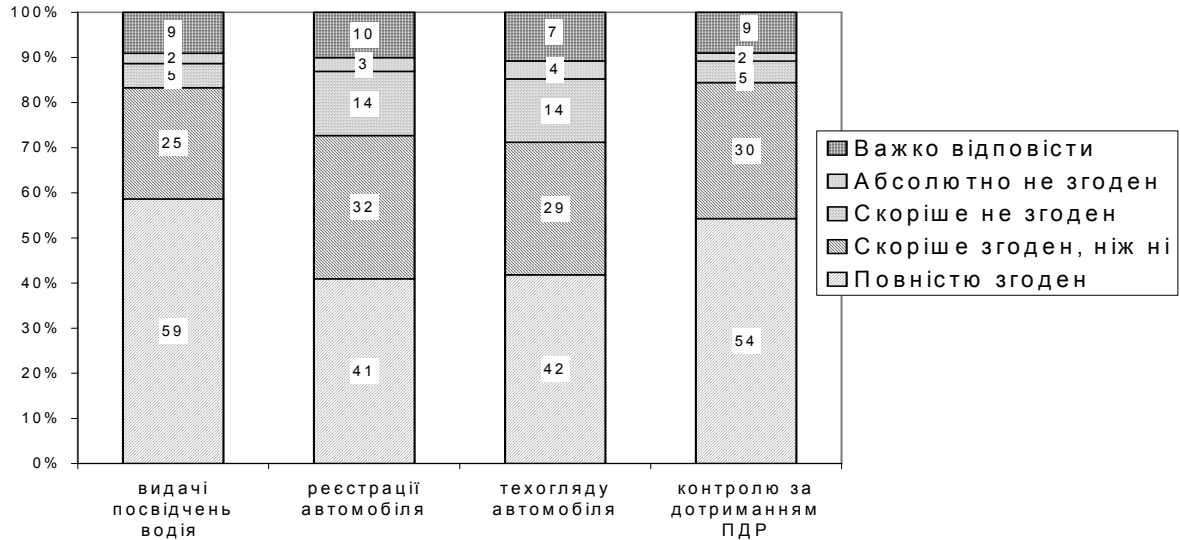 100%
90%
80%
70%
60%
50%
40%
30%
20%
10%
0%
9
2
5
25
59
10
3
14
32
41
7
4
14
29
42
9
2
5
30
54
видачі
посвідчень
водія
реєстрації
автомобіля
техогляду
автомобіля
контролю за
дотриманням
ПДР
Важко відповісти
Абсолютно не згоден
Скоріше не згоден
Скоріше згоден, ніж ні
Повністю згоден